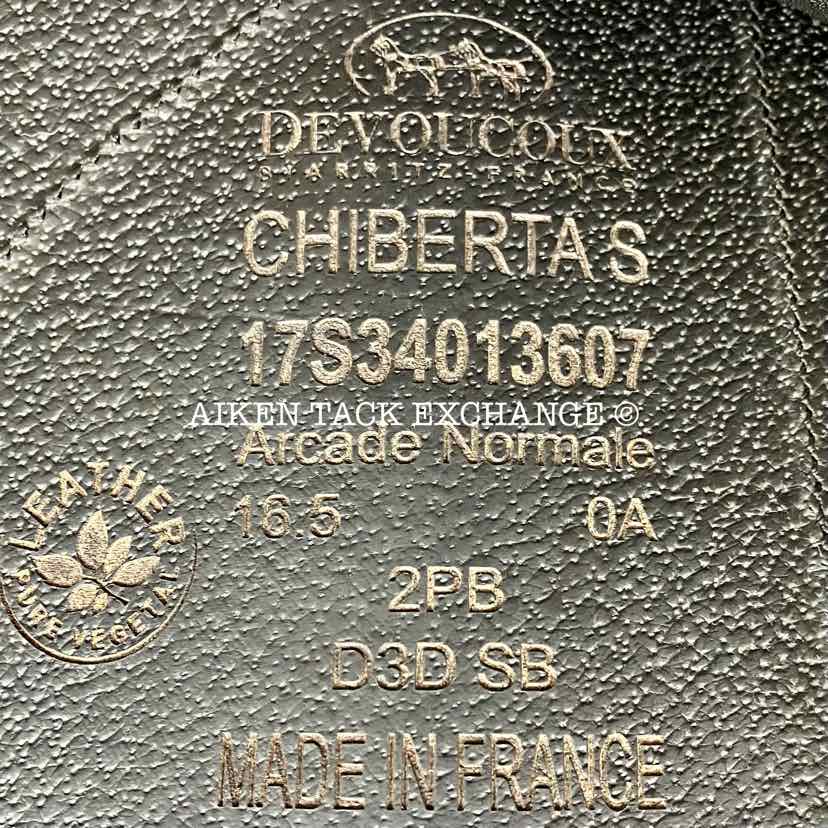 DEVOUCOUX
BIARRITZ-FRANCE
CHIBERTA S
17S34013607
AIKEN TACK EXCHANGE ©
Arcade Normale
16.5 0A
2PB
D3D SB
MADE IN FRANCE
LEATHER
PURE VEGETAL